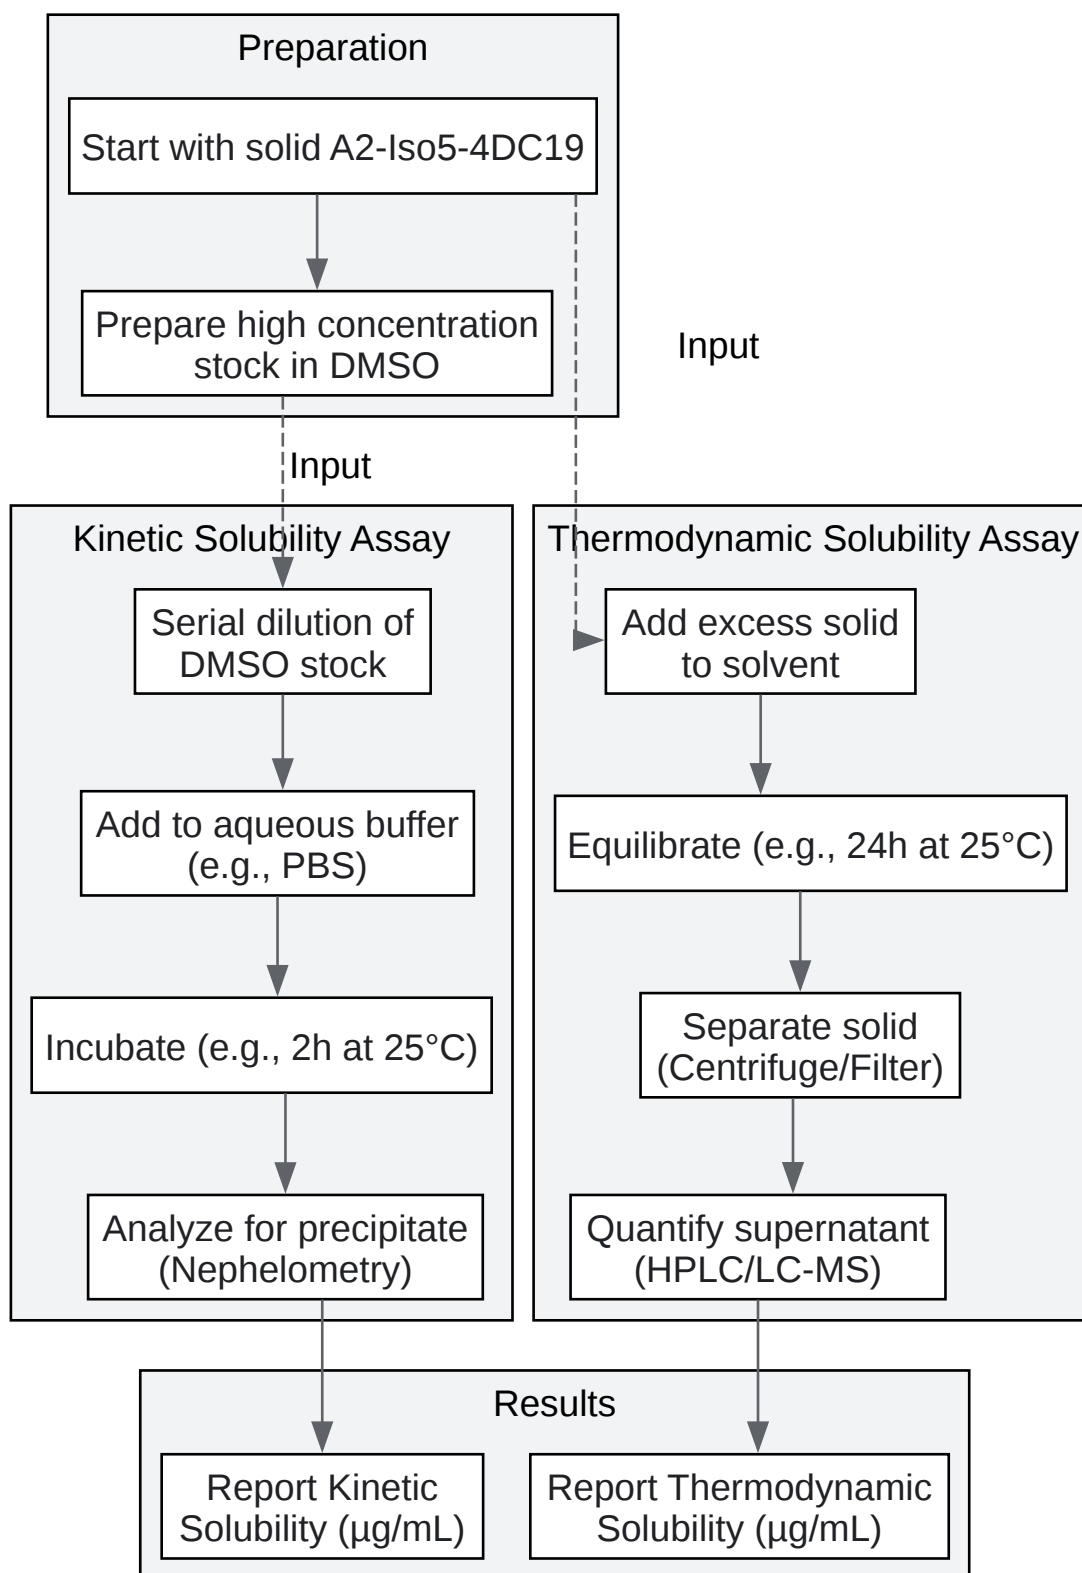 Preparation
Start with solid A2-Iso5-4DC19
Prepare high concentration
stock in DMSO
Input
Input
Kinetic Solubility Assay
Serial dilution of
DMSO stock
Add to aqueous buffer
(e.g., PBS)
Incubate (e.g., 2h at 25°C)
Analyze for precipitate
(Nephelometry)
Thermodynamic Solubility Assay
Add excess solid
to solvent
Equilibrate (e.g., 24h at 25°C)
Separate solid
(Centrifuge/Filter)
Quantify supernatant
(HPLC/LC-MS)
Results
Report Kinetic
Solubility (µg/mL)
Report Thermodynamic
Solubility (µg/mL)